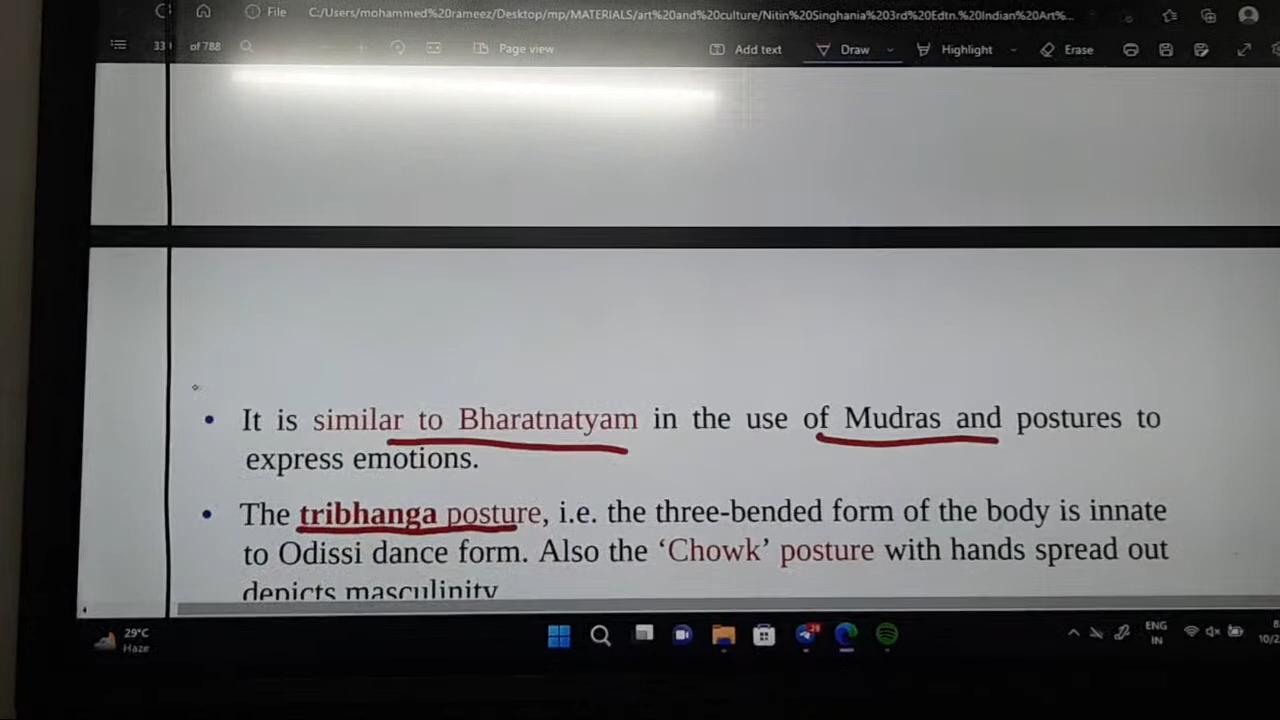 File
C:/Users/mohammed%20rameez/Desktop/mp/MATERIALS/art%20and%20culture/Nitin%20Singhania%203rd%20Edtn.%20Indian%20Art%...
of 788
Page view
Add text
Draw
Highlight
Erase
• It is similar to Bharatnatyam in the use of Mudras and postures to
express emotions.
• The tribhanga posture, i.e. the three-bended form of the body is innate
to Odissi dance form. Also the ‘Chowk’ posture with hands spread out
depicts masculinity
29°C
Haze
ENG
IN